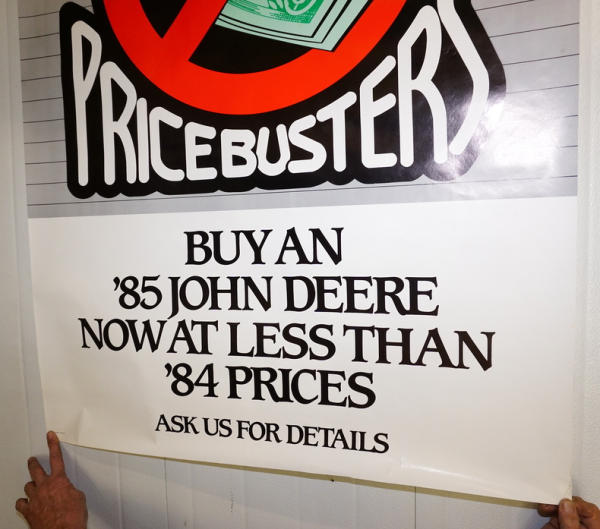 PRICEBUSTERS
BUY AN
'85 JOHN DEERE
NOW AT LESS THAN
'84 PRICES
ASK US FOR DETAILS